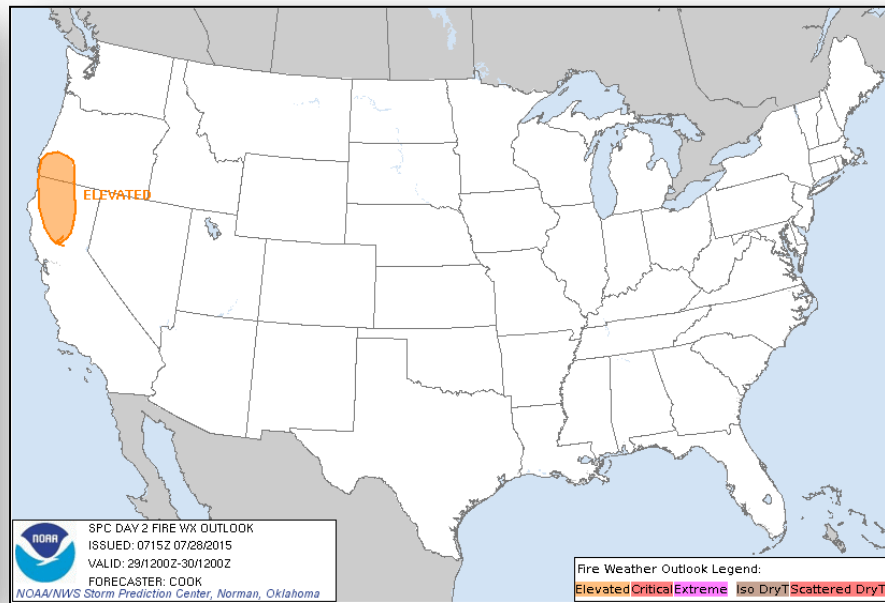 ELEVATED
NOAA
SPC DAY 2 FIRE WX OUTLOOK
ISSUED: 0715Z 07/28/2015
VALID: 29/1200Z-30/1200Z
FORECASTER: COOK
NOAA/NWS Storm Prediction Center, Norman, Oklahoma
Fire Weather Outlook Legend:
Elevated Critical Extreme Iso DryT Scattered DryT